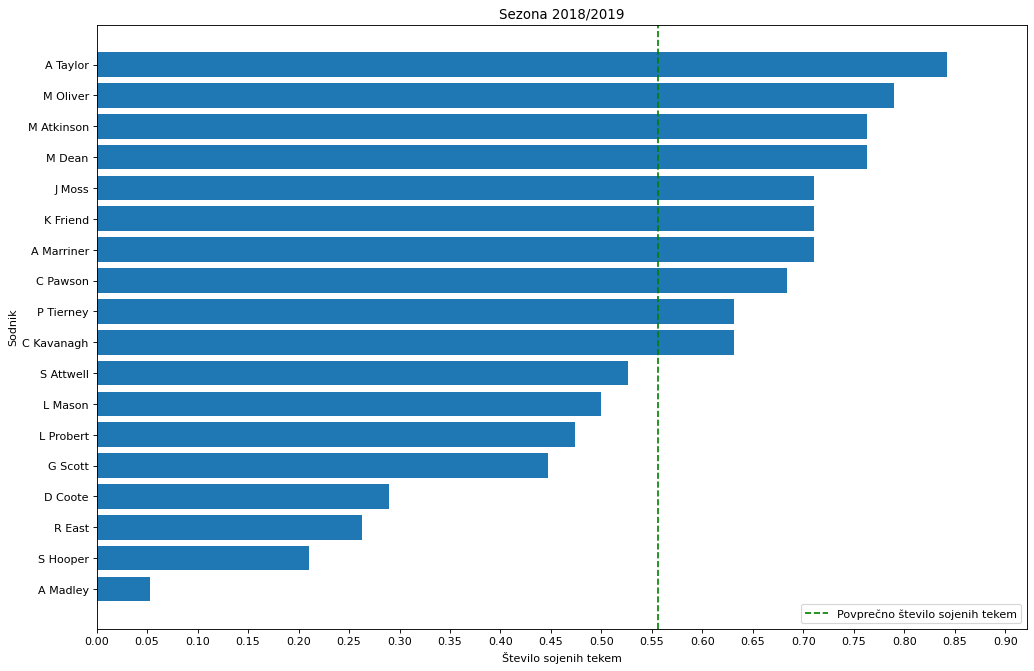 Sezona 2018/2019
Sodnik
A Taylor
M Oliver
M Atkinson
M Dean
J Moss
K Friend
A Marriner
C Pawson
P Tierney
C Kavanagh
S Attwell
L Mason
L Probert
G Scott
D Coote
R East
S Hooper
A Madley
Povprečno število sojenih tekem
0.00 0.05 0.10 0.15 0.20 0.25 0.30 0.35 0.40 0.45 0.50 0.55 0.60 0.65 0.70 0.75 0.80 0.85 0.90
Število sojenih tekem